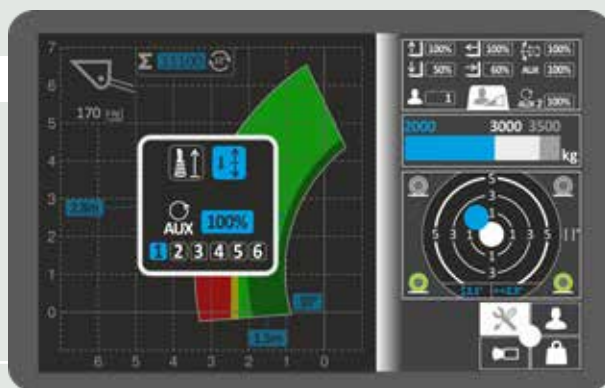 7
6
5
4
3
2
1
0
6 5 4 3 2 1 0
Σ
170
AUX 100%
1 2 3 4 5 6
2.8m
1.5m
100% 100% 100%
50% 60% AUX 100%
1 AUX 2 100%
2000 3000 3500
kg
5
3
1
5 3 1 1 3 5 [ ]°
1
3
5